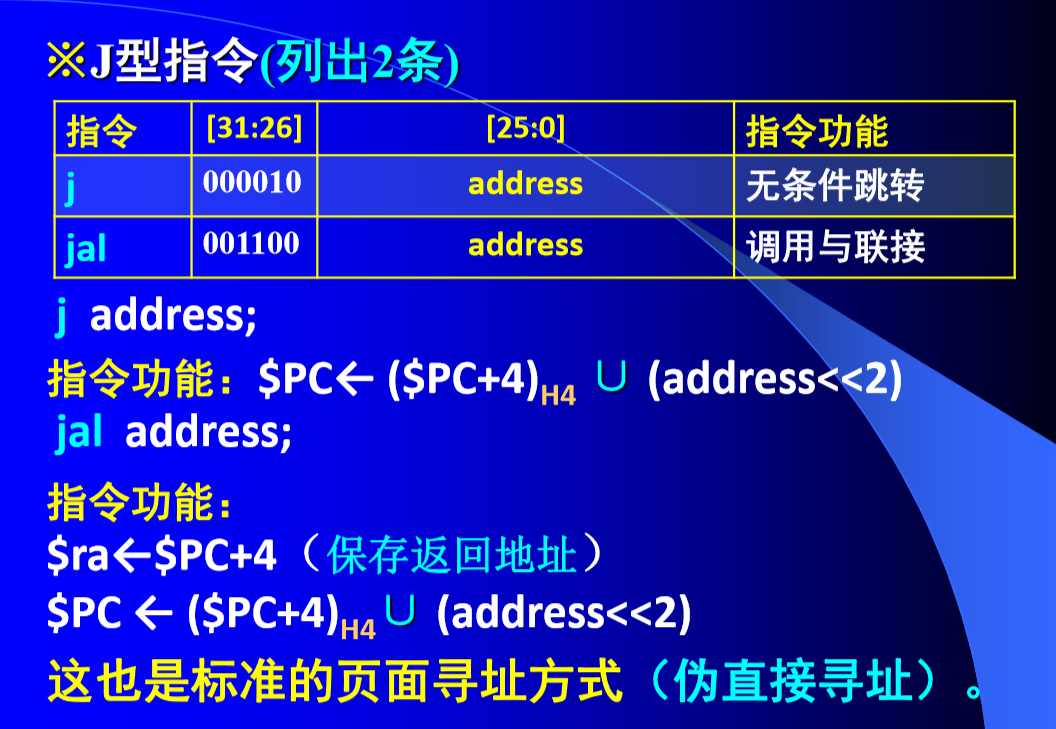 ※J型指令(列出2条)
指令 [31:26] [25:0] 指令功能
j 000010 address 无条件跳转
jal 001100 address 调用与联接
j address;
指令功能：$PC← ($PC+4)H4 ∪ (address<<2)
jal address;
指令功能：
$ra←$PC+4（保存返回地址）
$PC ← ($PC+4)H4 ∪ (address<<2)
这也是标准的页面寻址方式（伪直接寻址）。